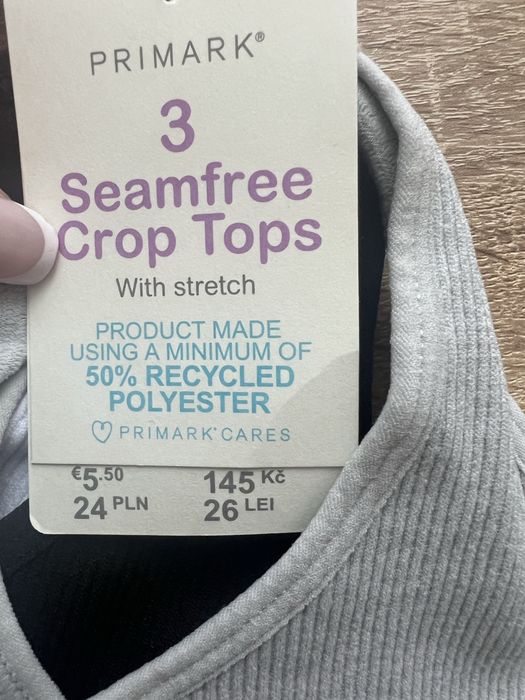 PRIMARK®
3
Seamfree
Crop Tops
With stretch
PRODUCT MADE
USING A MINIMUM OF
50% RECYCLED
POLYESTER
PRIMARK® CARES
€5.50 145 Kč
24 PLN 26 LEI